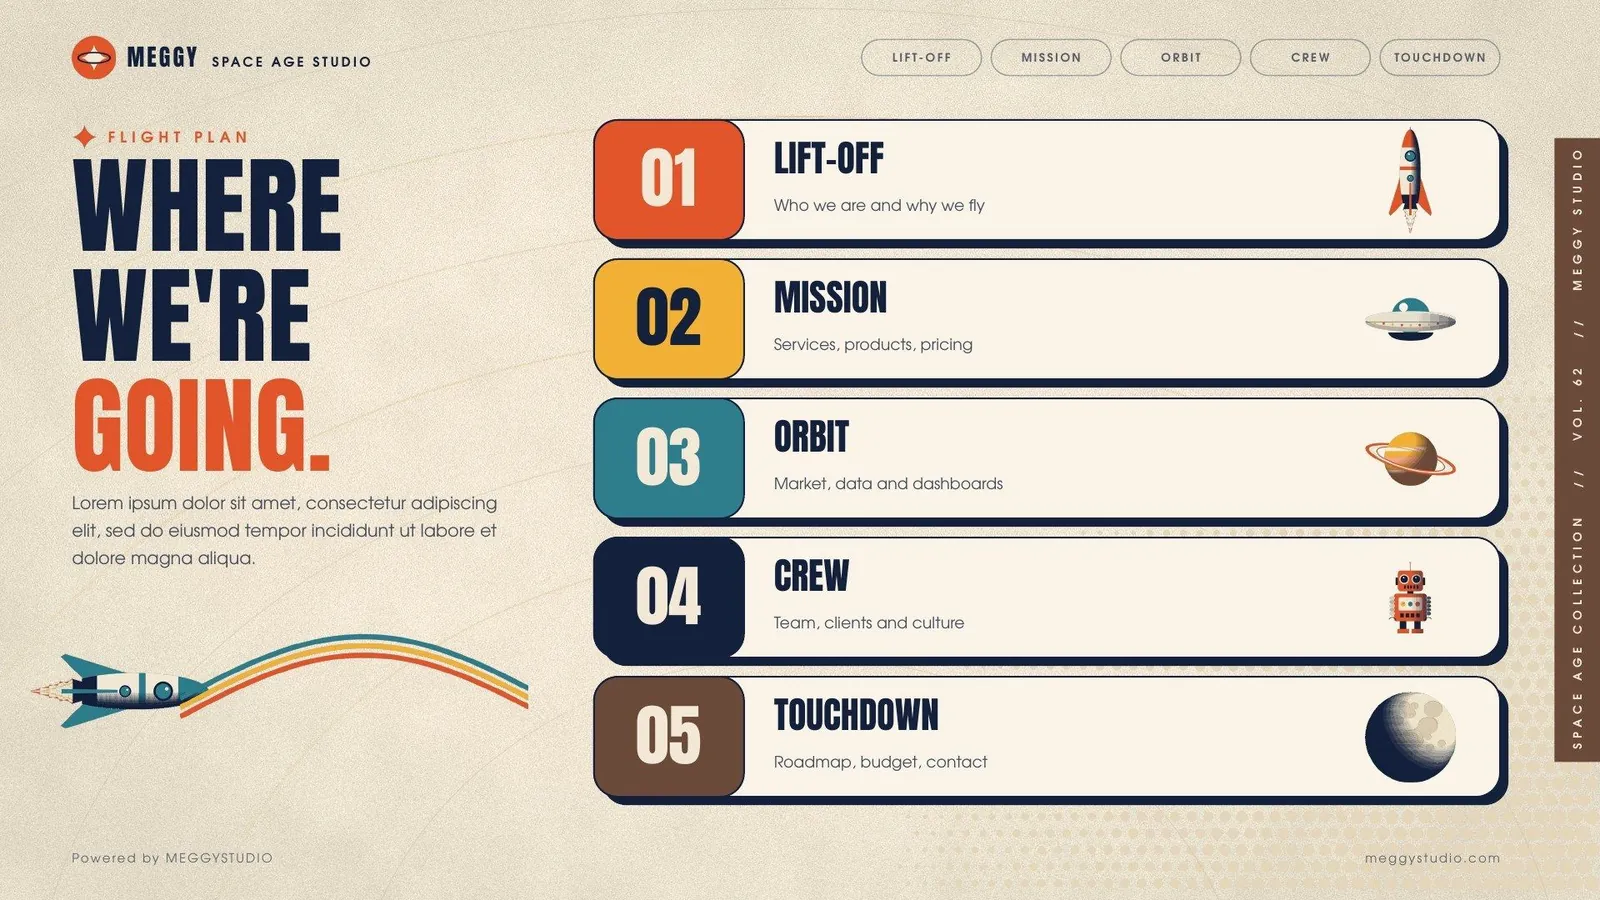 MEGGY SPACE AGE STUDIO
LIFT-OFF
MISSION
ORBIT
CREW
TOUCHDOWN
FLIGHT PLAN
WHERE
WE'RE
GOING.
Lorem ipsum dolor sit amet, consectetur adipiscing
elit, sed do eiusmod tempor incididunt ut labore et
dolore magna aliqua.
01
LIFT-OFF
Who we are and why we fly
02
MISSION
Services, products, pricing
03
ORBIT
Market, data and dashboards
04
CREW
Team, clients and culture
05
TOUCHDOWN
Roadmap, budget, contact
SPACE AGE COLLECTION // VOL. 62 // MEGGY STUDIO
Powered by MEGGYSTUDIO
meggystudio.com